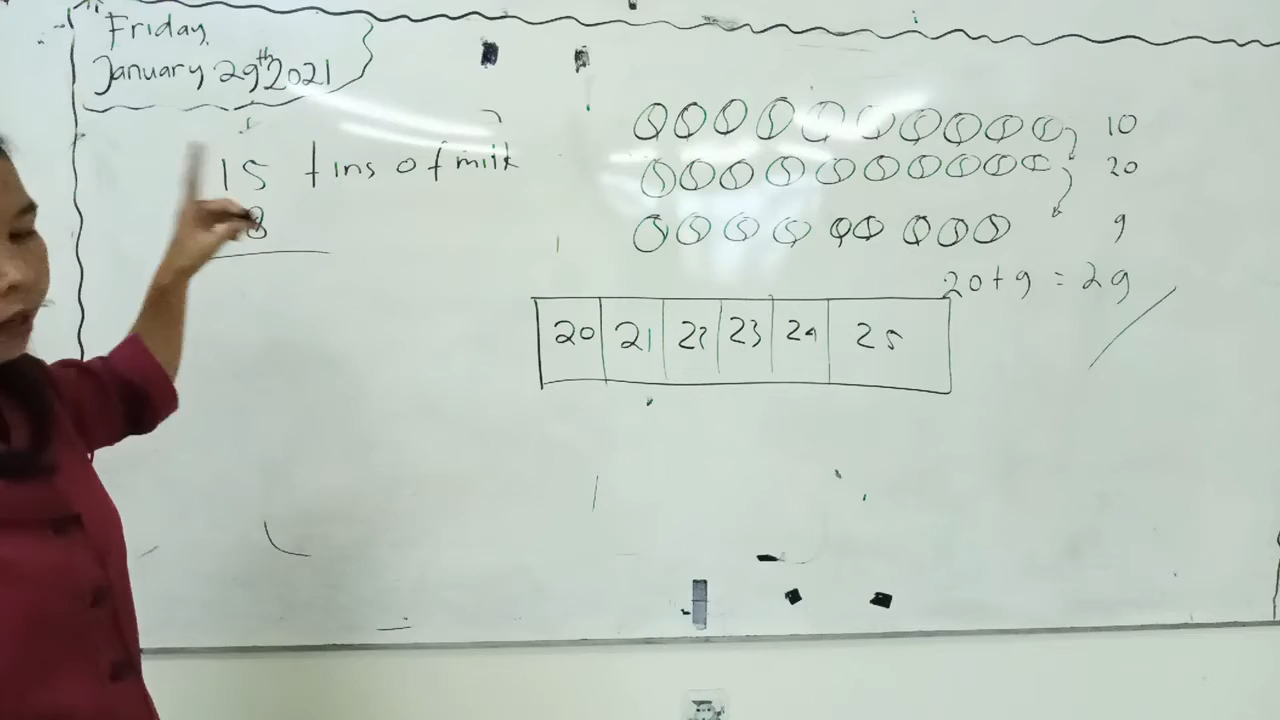 Friday,
January 29th 2021
15 tins of milk
8
10
20
9
20 + 9 = 29
20 21 22 23 24 25